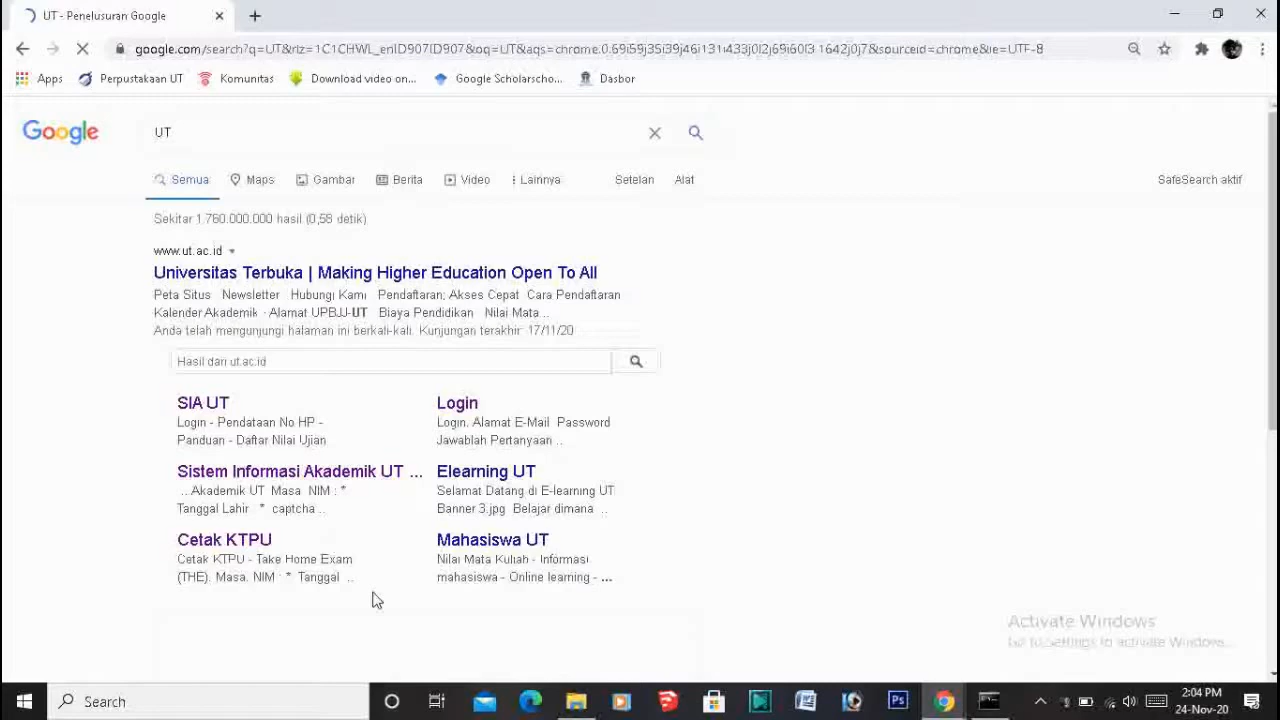 UT - Penelusuran Google
Apps Perpustakaan UT Komunitas Download video on... Google Scholarscho... Dasbor
Google UT
Semua Maps Gambar Berita Video Lainnya Setelan Alat SafeSearch aktif
Sekitar 1.760.000.000 hasil (0,58 detik)
www.ut.ac.id
Universitas Terbuka | Making Higher Education Open To All
Peta Situs Newsletter Hubungi Kami Pendaftaran; Akses Cepat Cara Pendaftaran
Kalender Akademik · Alamat UPBJJ-UT Biaya Pendidikan Nilai Mata...
Anda telah mengunjungi halaman ini berkali-kali. Kunjungan terakhir 17/11/20
Hasil dari ut.ac.id
SIA UT
Login - Pendataan No HP -
Panduan - Daftar Nilai Ujian
Login
Login. Alamat E-Mail Password
Jawablah Pertanyaan ..
Sistem Informasi Akademik UT ...
.. Akademik UT Masa NIM : *
Tanggal Lahir * captcha ..
Elearning UT
Selamat Datang di E-learning UT
Banner 3.jpg Belajar dimana ..
Cetak KTPU
Cetak KTPU - Take Home Exam
(THE). Masa. NIM : * Tanggal ..
Mahasiswa UT
Nilai Mata Kuliah - Informasi
mahasiswa - Online learning - ...
Activate Windows
Go to Settings to activate Windows.
Search
2:04 PM
24-Nov-20